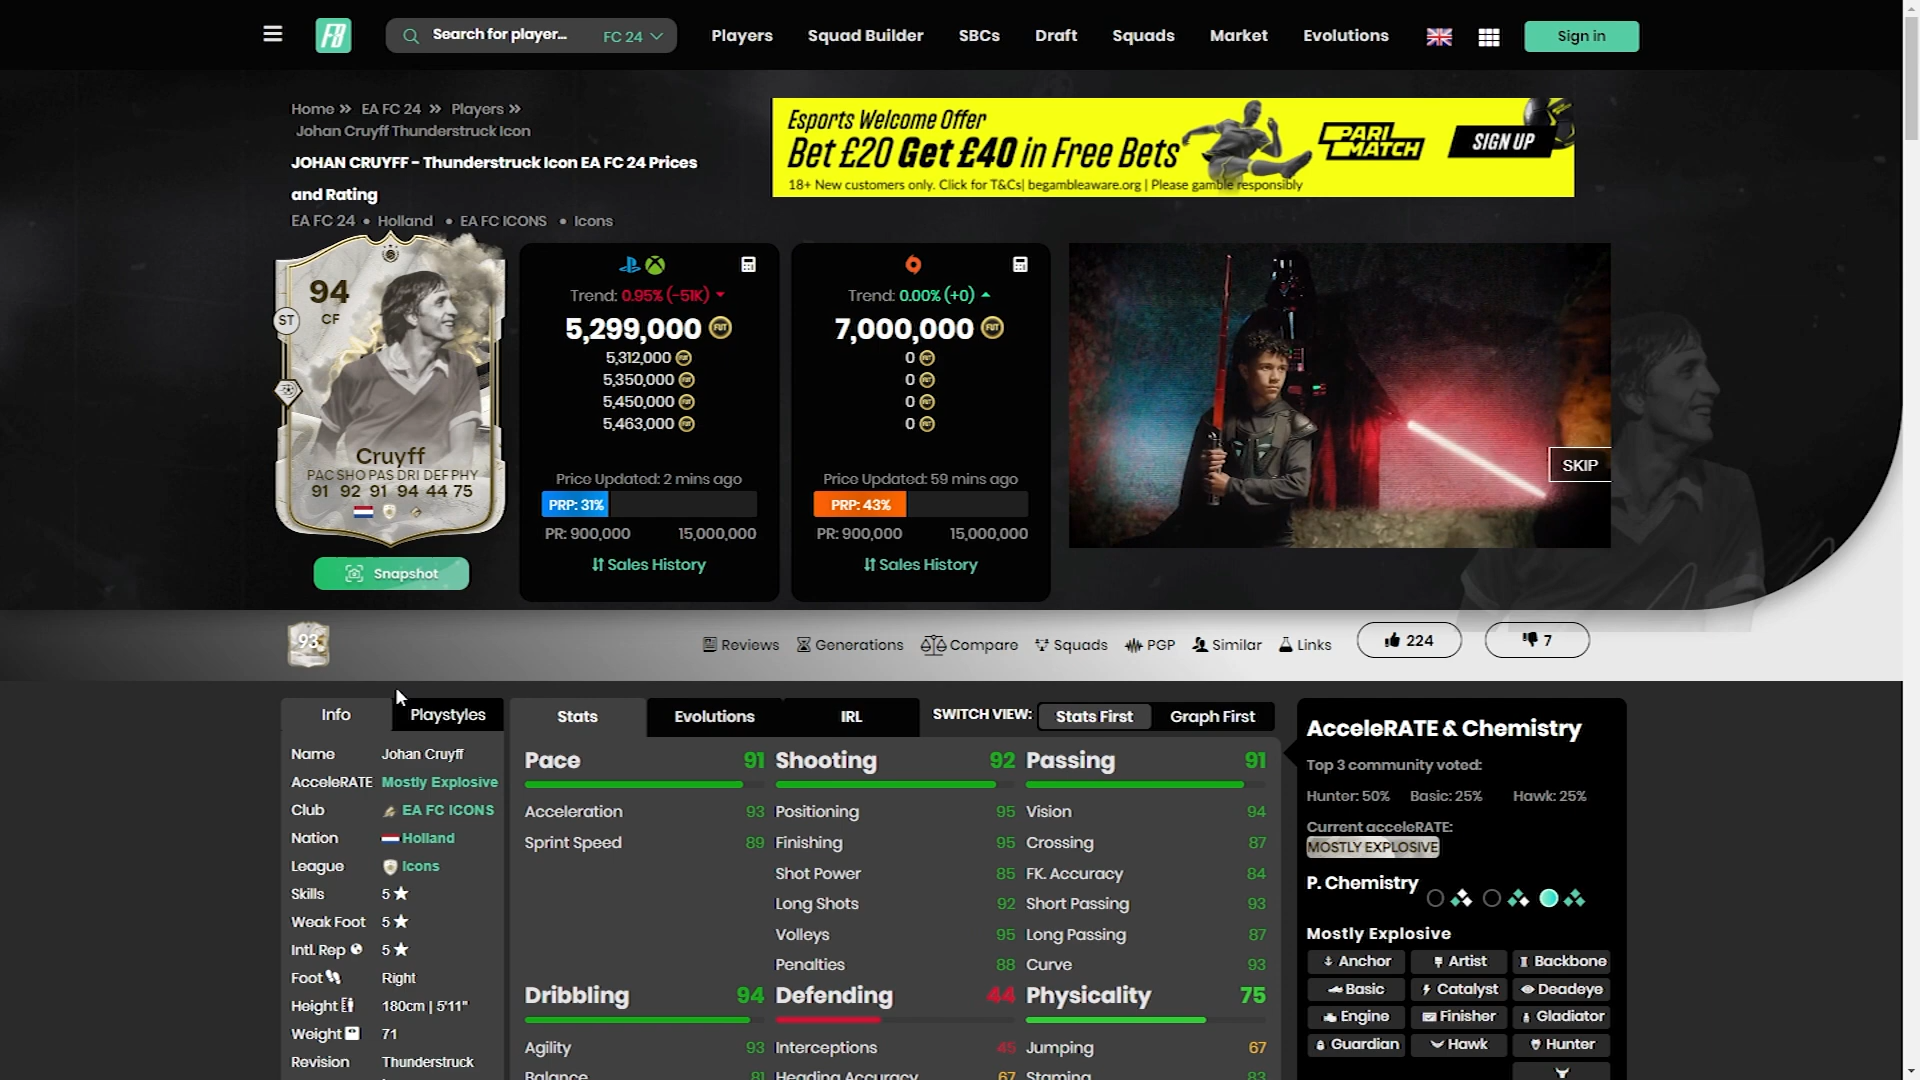 FB
Search for player...
FC 24
Players
Squad Builder
SBCs
Draft
Squads
Market
Evolutions
Sign in
Home » EA FC 24 » Players »
Johan Cruyff Thunderstruck Icon
JOHAN CRUYFF - Thunderstruck Icon EA FC 24 Prices
and Rating
EA FC 24 • Holland • EA FC ICONS • Icons
Esports Welcome Offer
Bet £20 Get £40 in Free Bets
18+ New customers only. Click for T&Cs| begambleaware.org | Please gamble responsibly
PARI
MATCH
SIGN UP
94
CF
ST
Cruyff
PAC SHO PAS DRI DEF PHY
91 92 91 94 44 75
Snapshot
Trend: 0.95% (-51K)
5,299,000
5,312,000
5,350,000
5,450,000
5,463,000
Price Updated: 2 mins ago
PRP: 31%
PR: 900,000 15,000,000
Sales History
Trend: 0.00% (+0)
7,000,000
0
0
0
0
Price Updated: 59 mins ago
PRP: 43%
PR: 900,000 15,000,000
Sales History
SKIP
93
Reviews
Generations
Compare
Squads
PGP
Similar
Links
224
7
Info
Playstyles
Name Johan Cruyff
AcceleRATE Mostly Explosive
Club EA FC ICONS
Nation Holland
League Icons
Skills 5
Weak Foot 5
Intl. Rep 5
Foot Right
Height 180cm | 5'11"
Weight 71
Revision Thunderstruck
Stats
Evolutions
IRL
SWITCH VIEW: Stats First Graph First
Pace 91
Acceleration 93
Sprint Speed 89
Shooting 92
Positioning 95
Finishing 95
Shot Power 85
Long Shots 92
Volleys 95
Penalties 88
Passing 91
Vision 94
Crossing 87
FK. Accuracy 84
Short Passing 93
Long Passing 87
Curve 93
Dribbling 94
Agility 93
Balance 81
Defending 44
Interceptions 45
Heading Accuracy 67
Physicality 75
Jumping 67
Stamina 83
AcceleRATE & Chemistry
Top 3 community voted:
Hunter: 50% Basic: 25% Hawk: 25%
Current acceleRATE:
MOSTLY EXPLOSIVE
P. Chemistry
Mostly Explosive
Anchor Artist Backbone
Basic Catalyst Deadeye
Engine Finisher Gladiator
Guardian Hawk Hunter